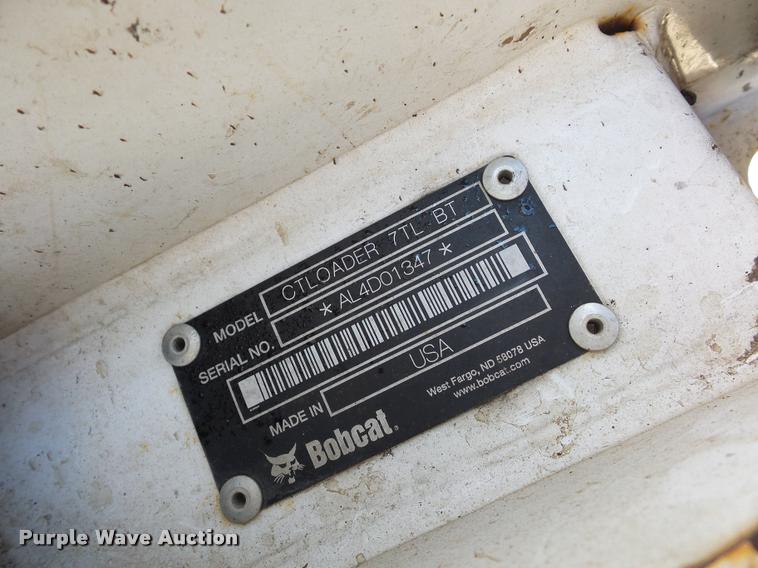 MODEL CTLOADER 7TL BT
SERIAL NO. *AL4D01347*
MADE IN USA
Bobcat®
West Fargo, ND 58078 USA
www.bobcat.com
Purple Wave Auction